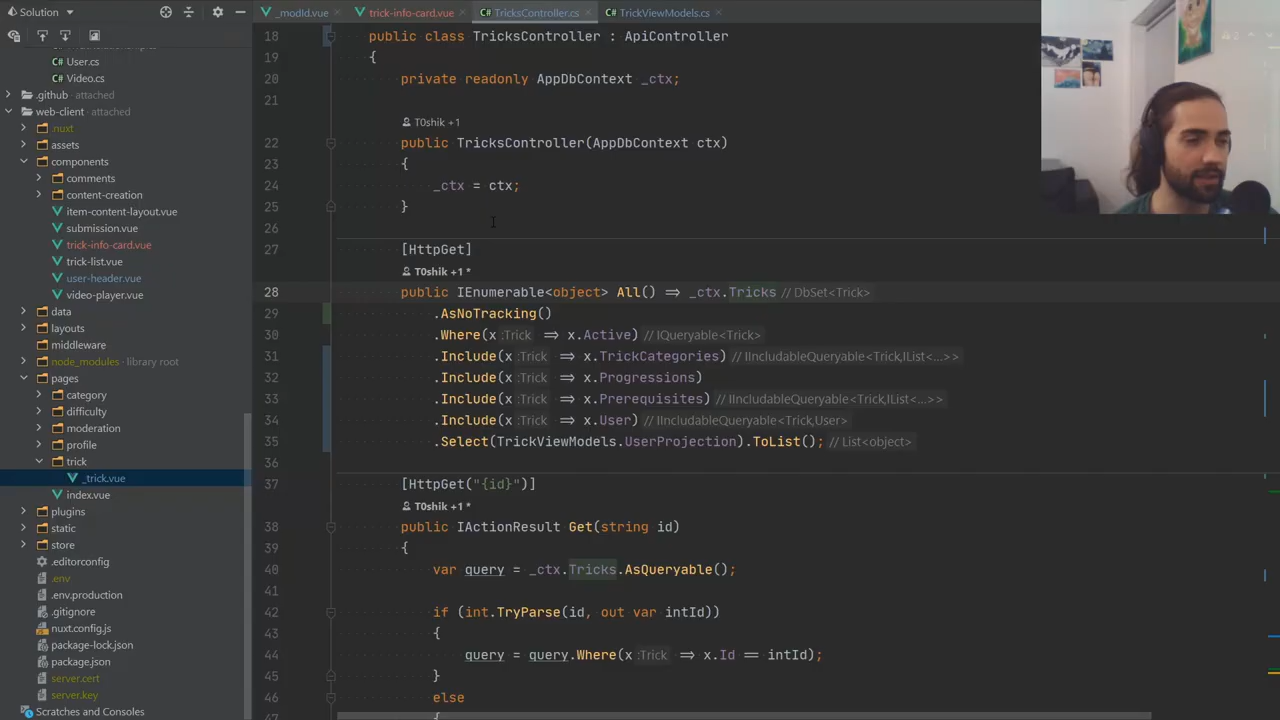 Solution
_modId.vue
trick-info-card.vue
TricksController.cs
TrickViewModels.cs
User.cs
Video.cs
.github attached
web-client attached
.nuxt
assets
components
comments
content-creation
item-content-layout.vue
submission.vue
trick-info-card.vue
trick-list.vue
user-header.vue
video-player.vue
data
layouts
middleware
node_modules library root
pages
category
difficulty
moderation
profile
trick
_trick.vue
index.vue
plugins
static
store
.editorconfig
.env
.env.production
.gitignore
nuxt.config.js
package-lock.json
package.json
server.cert
server.key
Scratches and Consoles
18 public class TricksController : ApiController
19 {
20 private readonly AppDbContext _ctx;
21
T0shik +1
22 public TricksController(AppDbContext ctx)
23 {
24 _ctx = ctx;
25 }
26
27 [HttpGet]
T0shik +1 *
28 public IEnumerable<object> All() => _ctx.Tricks // DbSet<Trick>
29 .AsNoTracking()
30 .Where(x :Trick => x.Active) // IQueryable<Trick>
31 .Include(x :Trick => x.TrickCategories) // IIncludableQueryable<Trick,IList<...>>
32 .Include(x :Trick => x.Progressions)
33 .Include(x :Trick => x.Prerequisites) // IIncludableQueryable<Trick,IList<...>>
34 .Include(x :Trick => x.User) // IIncludableQueryable<Trick,User>
35 .Select(TrickViewModels.UserProjection).ToList(); // List<object>
36
37 [HttpGet("{id}")]
T0shik +1 *
38 public IActionResult Get(string id)
39 {
40 var query = _ctx.Tricks.AsQueryable();
41
42 if (int.TryParse(id, out var intId))
43 {
44 query = query.Where(x :Trick => x.Id == intId);
45 }
46 else
47 {